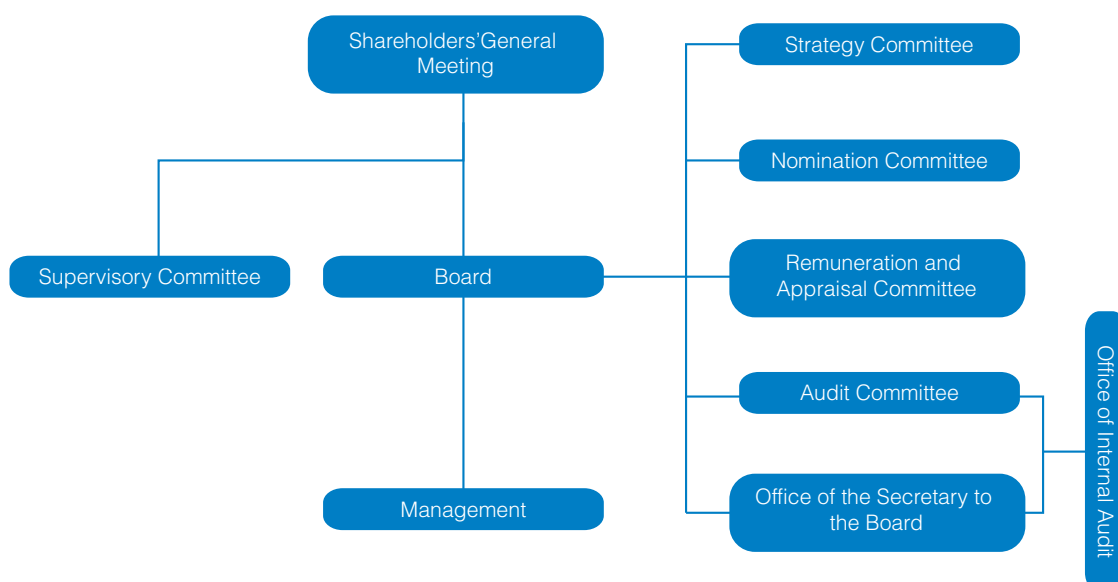 Shareholders'General
Meeting
Strategy Committee
Nomination Committee
Supervisory Committee
Board
Remuneration and
Appraisal Committee
Audit Committee
Office of the Secretary to
the Board
Management
Office of Internal Audit